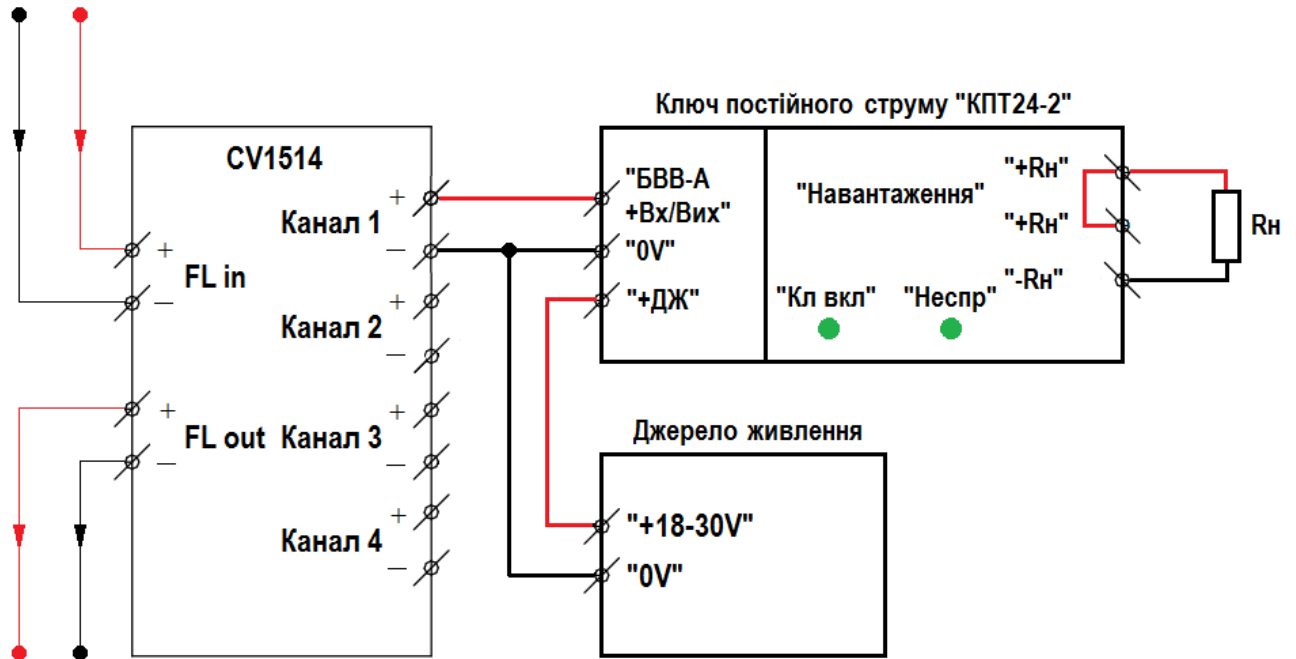 Ключ постійного струму "КПТ24-2"
CV1514
+
Канал 1
–
+
FL in
–
+
Канал 2
–
+
FL out
–
+
Канал 3
–
+
Канал 4
–
"БВВ-А
+Вх/Вих"
"0V"
"+ДЖ"
"Навантаження"
"+Rн"
"+Rн"
"-Rн"
"Кл вкл"
"Неспр"
Rн
Джерело живлення
"+18-30V"
"0V"